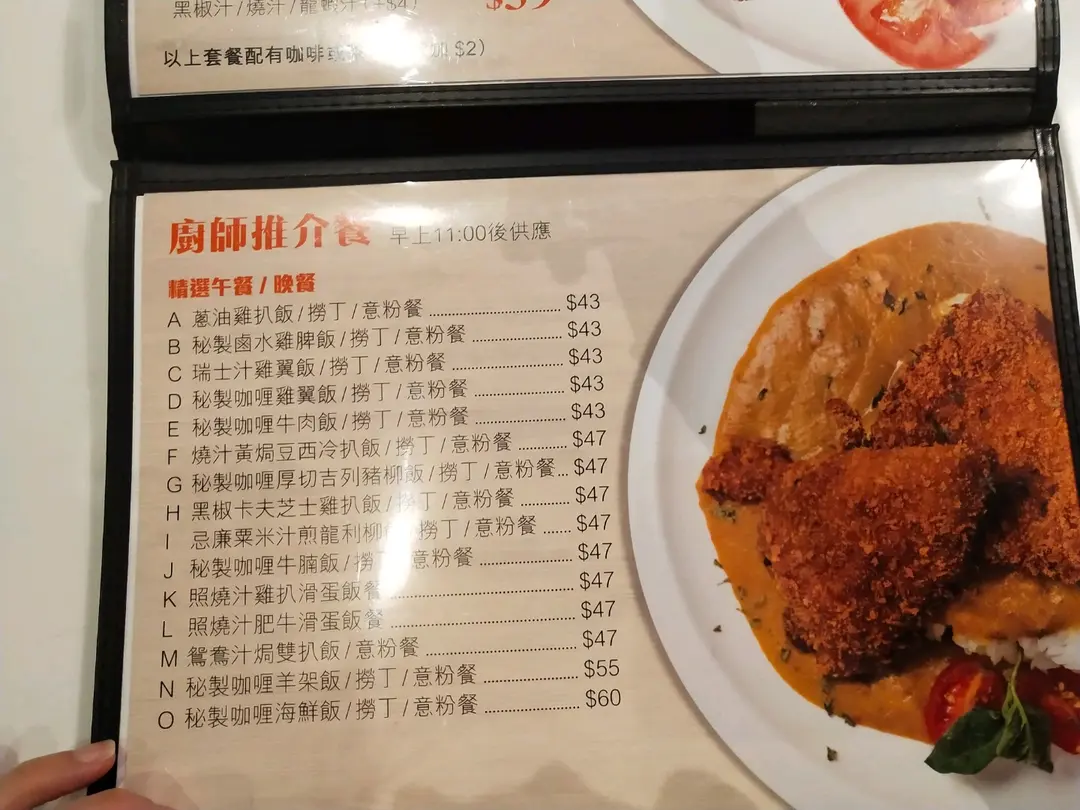 黑椒汁/燒汁/龍蝦汁(+$4)
$39
以上套餐配有咖啡或 $2）
廚師推介餐 早上11:00後供應
精選午餐/晚餐
A 蔥油雞扒飯/撈丁/意粉餐 $43
B 秘製鹵水雞脾飯/撈丁/意粉餐 $43
C 瑞士汁雞翼飯/撈丁/意粉餐 $43
D 秘製咖喱雞翼飯/撈丁/意粉餐 $43
E 秘製咖喱牛肉飯/撈丁/意粉餐 $43
F 燒汁黃焗豆西冷扒飯/撈丁/意粉餐 $47
G 秘製咖喱厚切吉列豬柳飯/撈丁/意粉餐 $47
H 黑椒卡夫芝士雞扒飯/撈丁/意粉餐 $47
I 忌廉粟米汁煎龍利柳 撈丁/意粉餐 $47
J 秘製咖喱牛腩飯/撈丁/意粉餐 $47
K 照燒汁雞扒滑蛋飯餐 $47
L 照燒汁肥牛滑蛋飯餐 $47
M 鴛鴦汁焗雙扒飯/意粉餐 $47
N 秘製咖喱羊架飯/撈丁/意粉餐 $55
O 秘製咖喱海鮮飯/撈丁/意粉餐 $60